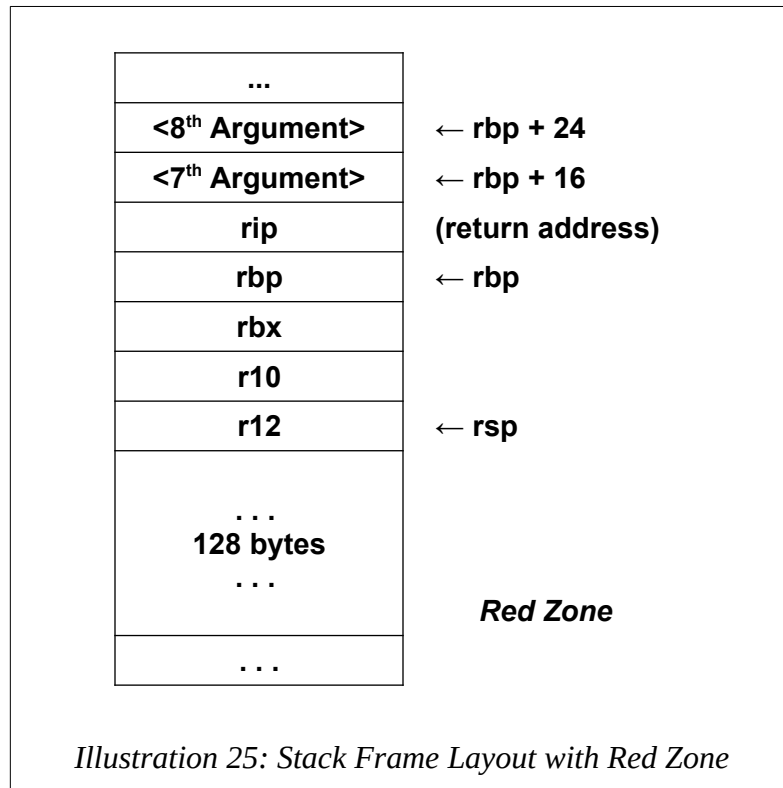 ...
<8th Argument> ← rbp + 24
<7th Argument> ← rbp + 16
rip (return address)
rbp ← rbp
rbx
r10
r12 ← rsp
. . .
128 bytes
. . .
Red Zone
. . .
Illustration 25: Stack Frame Layout with Red Zone